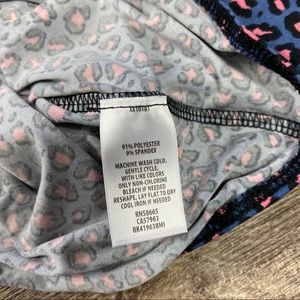 91% POLYESTER
9% SPANDEX
MACHINE WASH COLD,
GENTLE CYCLE,
WITH LIKE COLORS
ONLY NON-CHLORINE
BLEACH IF NEEDED
RESHAPE, LAY FLAT TO DRY
COOL IRON IF NEEDED
RN58665
CA57963
RK419638MI